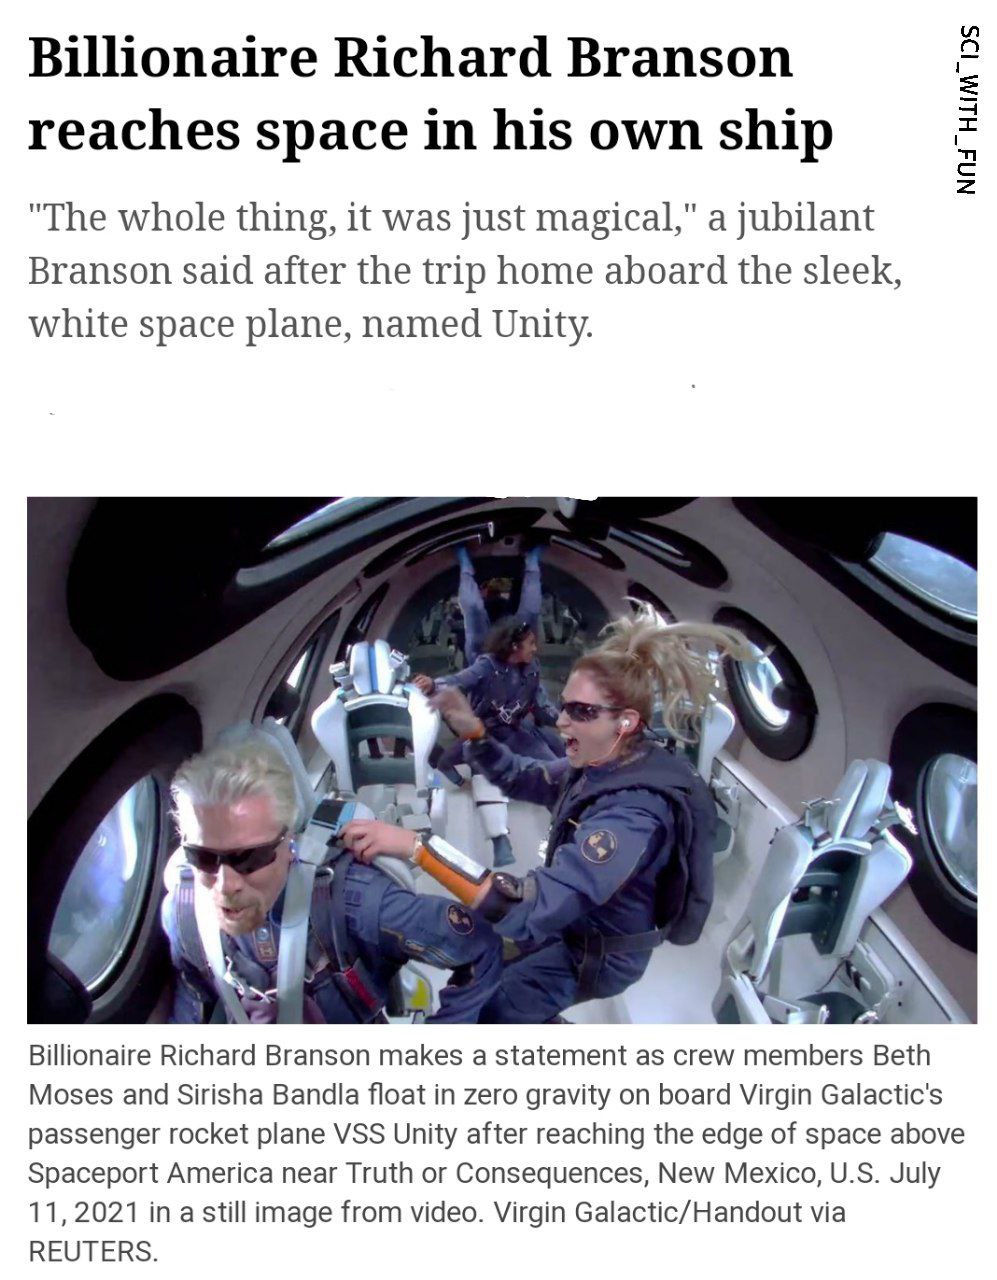 Billionaire Richard Branson
reaches space in his own ship
SCI_WITH_FUN
"The whole thing, it was just magical," a jubilant
Branson said after the trip home aboard the sleek,
white space plane, named Unity.
Billionaire Richard Branson makes a statement as crew members Beth
Moses and Sirisha Bandla float in zero gravity on board Virgin Galactic's
passenger rocket plane VSS Unity after reaching the edge of space above
Spaceport America near Truth or Consequences, New Mexico, U.S. July
11, 2021 in a still image from video. Virgin Galactic/Handout via
REUTERS.